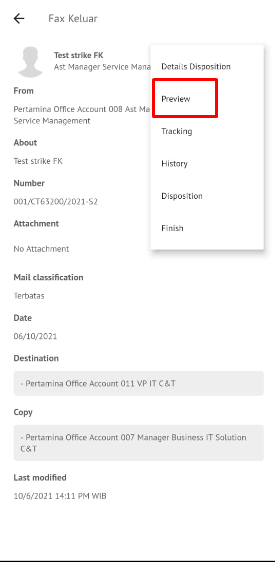 Fax Keluar
Test strike FK
Ast Manager Service Mana
From
Pertamina Office Account 008 Ast Ma
Service Management
About
Test strike FK
Number
001/CT63200/2021-S2
Attachment
No Attachment
Mail classification
Terbatas
Date
06/10/2021
Destination
- Pertamina Office Account 011 VP IT C&T
Copy
- Pertamina Office Account 007 Manager Business IT Solution
C&T
Last modified
10/6/2021 14:11 PM WIB
Details Disposition
Preview
Tracking
History
Disposition
Finish